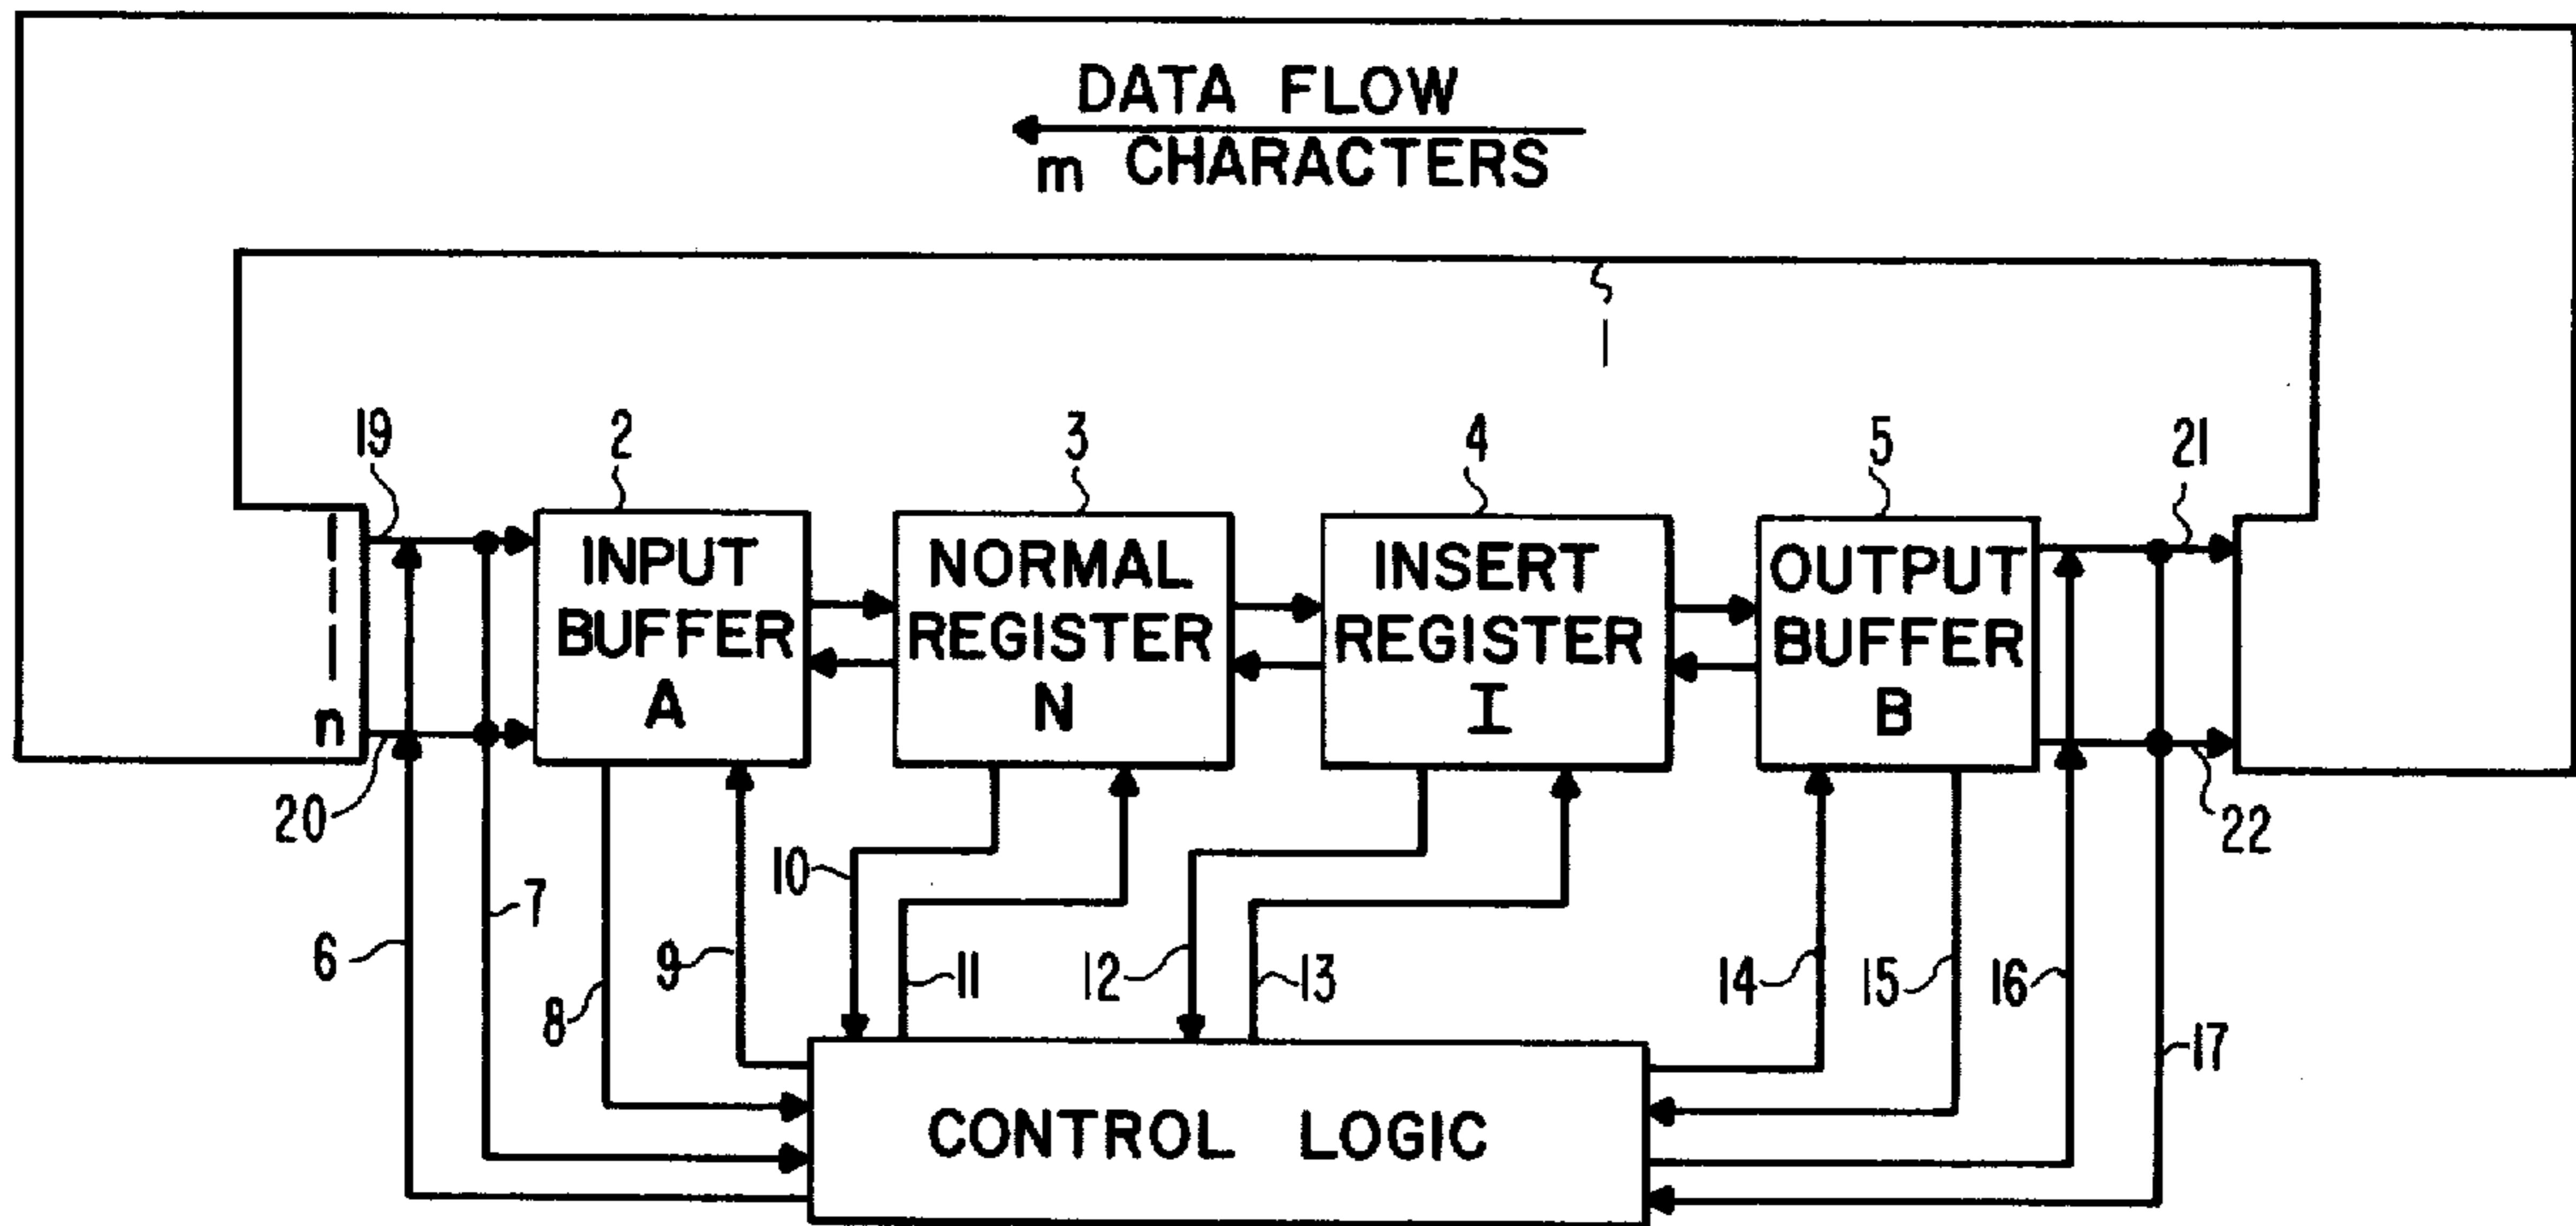 DATA FLOW
m CHARACTERS
1
19
2
3
4
5
21
1
n
INPUT
BUFFER
A
NORMAL
REGISTER
N
INSERT
REGISTER
I
OUTPUT
BUFFER
B
20
22
10
7
6
9
8
11
12
13
14
15
16
17
CONTROL LOGIC